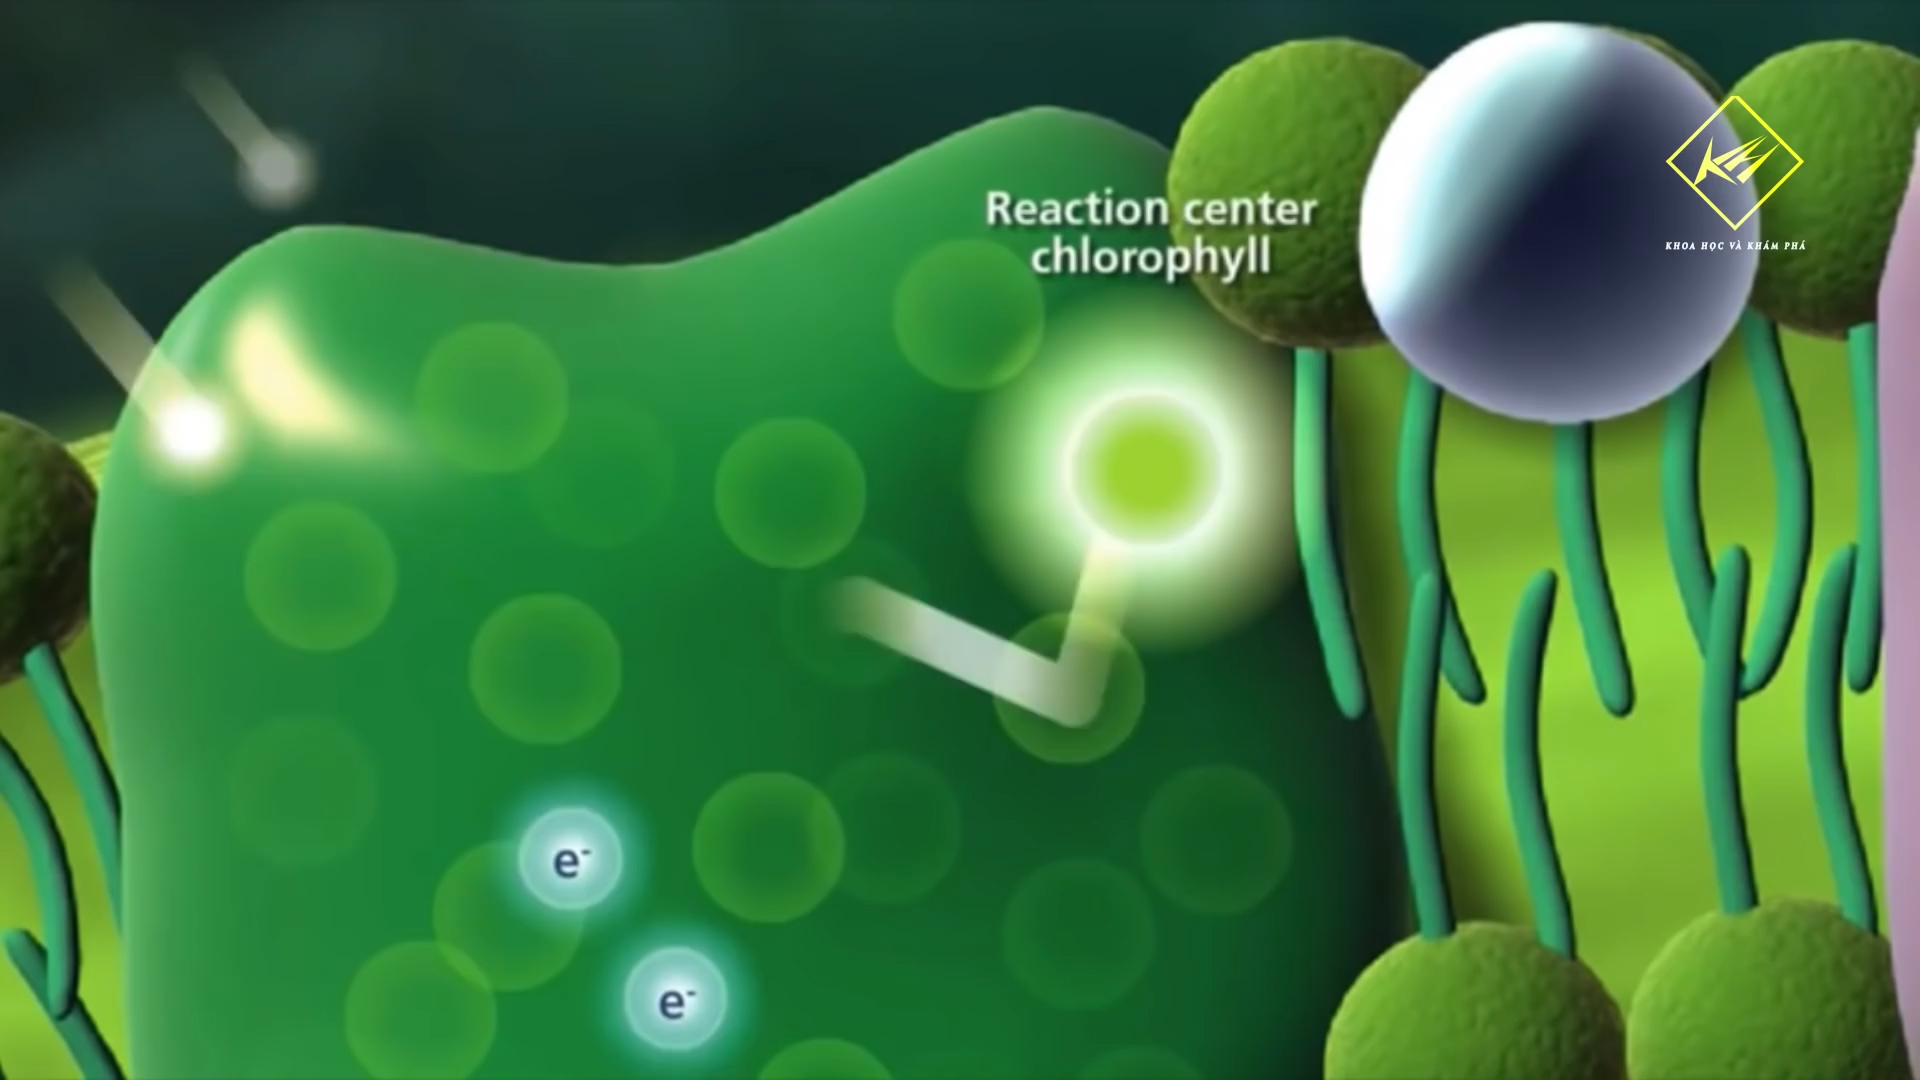 Reaction center
chlorophyll
KHOA HỌC VÀ KHÁM PHÁ
e-
e-